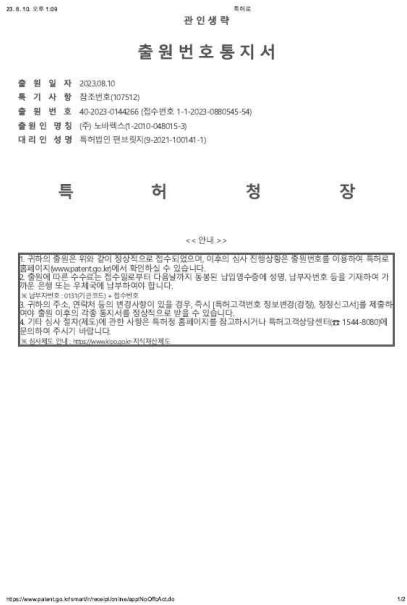 23. 8. 10. 오후 1:09 특허로
관 인 생 략
출 원 번 호 통 지 서
출 원 일 자 2023.08.10
특 기 사 항 참조번호(107512)
출 원 번 호 40-2023-0144266 (접수번호 1-1-2023-0880545-54)
출 원 인 명 칭 (주) 노바렉스(1-2010-048015-3)
대 리 인 성 명 특허법인 팬브릿지(9-2021-100141-1)
특 허 청 장
<< 안내 >>
1. 귀하의 출원은 위와 같이 정상적으로 접수되었으며, 이후의 심사 진행상황은 출원번호를 이용하여 특허로
홈페이지(www.patent.go.kr)에서 확인하실 수 있습니다.
2. 출원에 따른 수수료는 접수일로부터 다음날까지 동봉된 납입영수증에 성명, 납부자번호 등을 기재하여 가
까운 은행 또는 우체국에 납부하여야 합니다.
※ 납부자번호 : 0131(기관코드) + 접수번호
3. 귀하의 주소, 연락처 등의 변경사항이 있을 경우, 즉시 [특허고객번호 정보변경(경정), 정정신고서]를 제출하
여야 출원 이후의 각종 통지서를 정상적으로 받을 수 있습니다.
4. 기타 심사 절차(제도)에 관한 사항은 특허청 홈페이지를 참고하시거나 특허고객상담센터(☎ 1544-8080)에
문의하여 주시기 바랍니다.
※ 심사제도 안내 : https://www.kipo.go.kr-지식재산제도
https://www.patent.go.kr/smart/jsp/receipt/online/applNoOffcAct.do 1/2